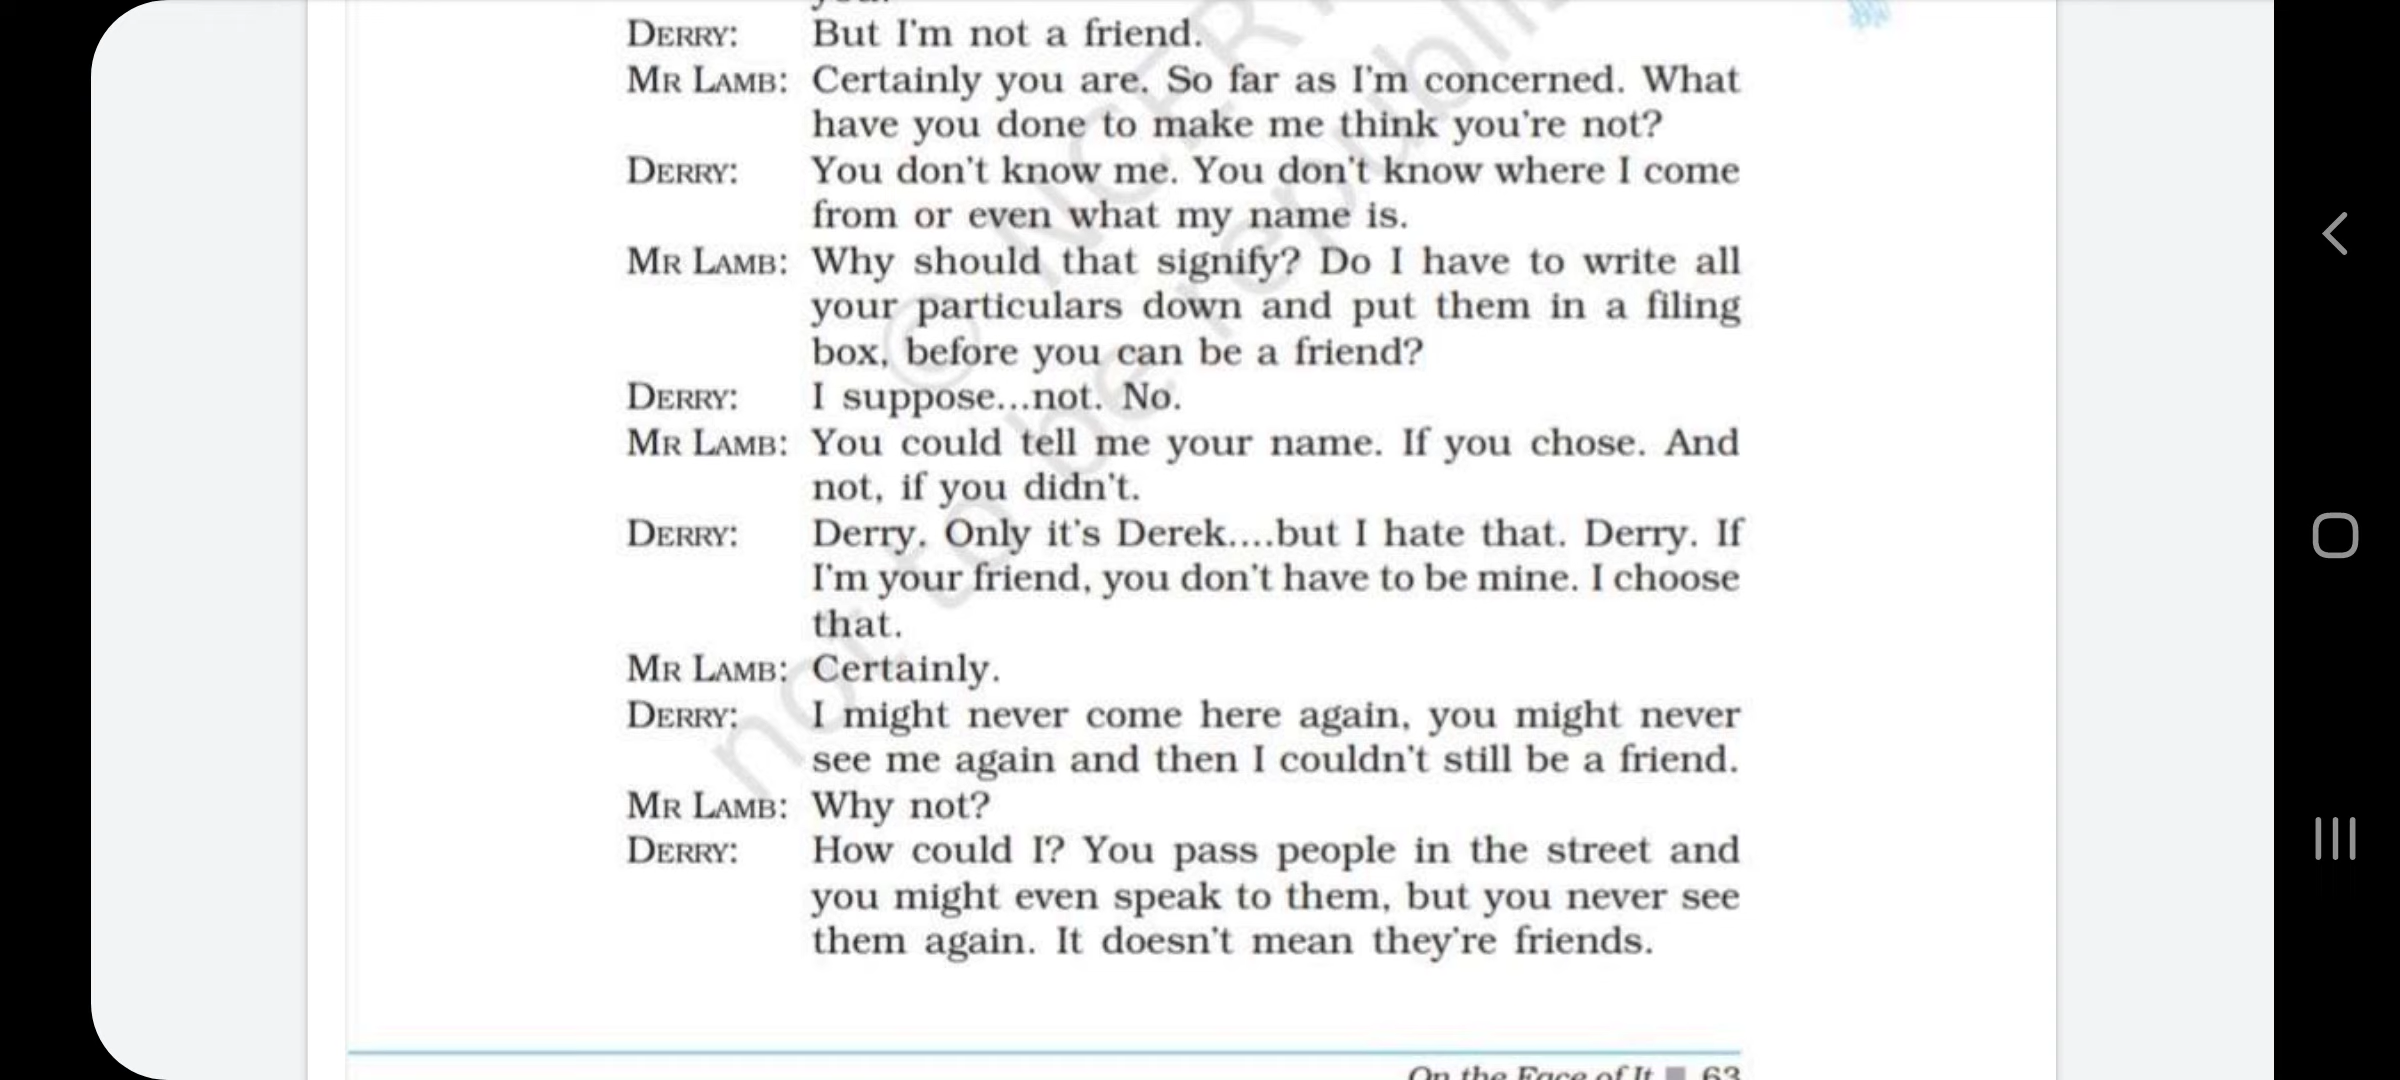 DERRY: But I'm not a friend.
MR LAMB: Certainly you are. So far as I'm concerned. What
have you done to make me think you're not?
DERRY: You don't know me. You don't know where I come
from or even what my name is.
MR LAMB: Why should that signify? Do I have to write all
your particulars down and put them in a filing
box, before you can be a friend?
DERRY: I suppose...not. No.
MR LAMB: You could tell me your name. If you chose. And
not, if you didn't.
DERRY: Derry. Only it's Derek....but I hate that. Derry. If
I'm your friend, you don't have to be mine. I choose
that.
MR LAMB: Certainly.
DERRY: I might never come here again, you might never
see me again and then I couldn't still be a friend.
MR LAMB: Why not?
DERRY: How could I? You pass people in the street and
you might even speak to them, but you never see
them again. It doesn't mean they're friends.
On the Face of It 63
© NCERT
not to be republi